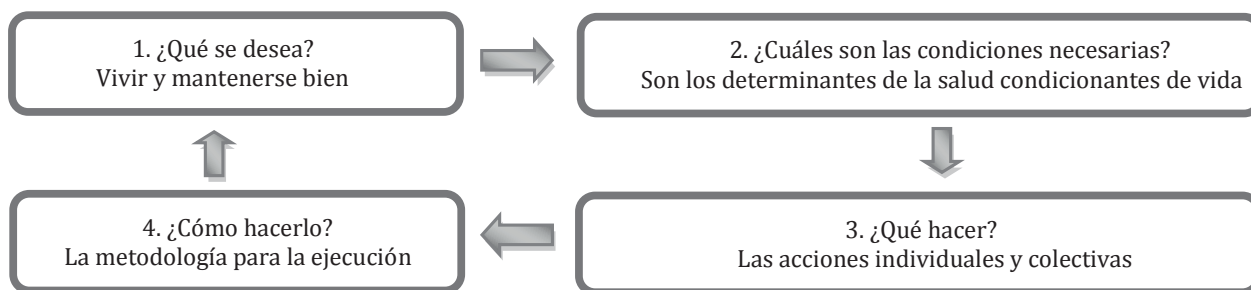 1. ¿Qué se desea?
Vivir y mantenerse bien
2. ¿Cuáles son las condiciones necesarias?
Son los determinantes de la salud condicionantes de vida
3. ¿Qué hacer?
Las acciones individuales y colectivas
4. ¿Cómo hacerlo?
La metodología para la ejecución